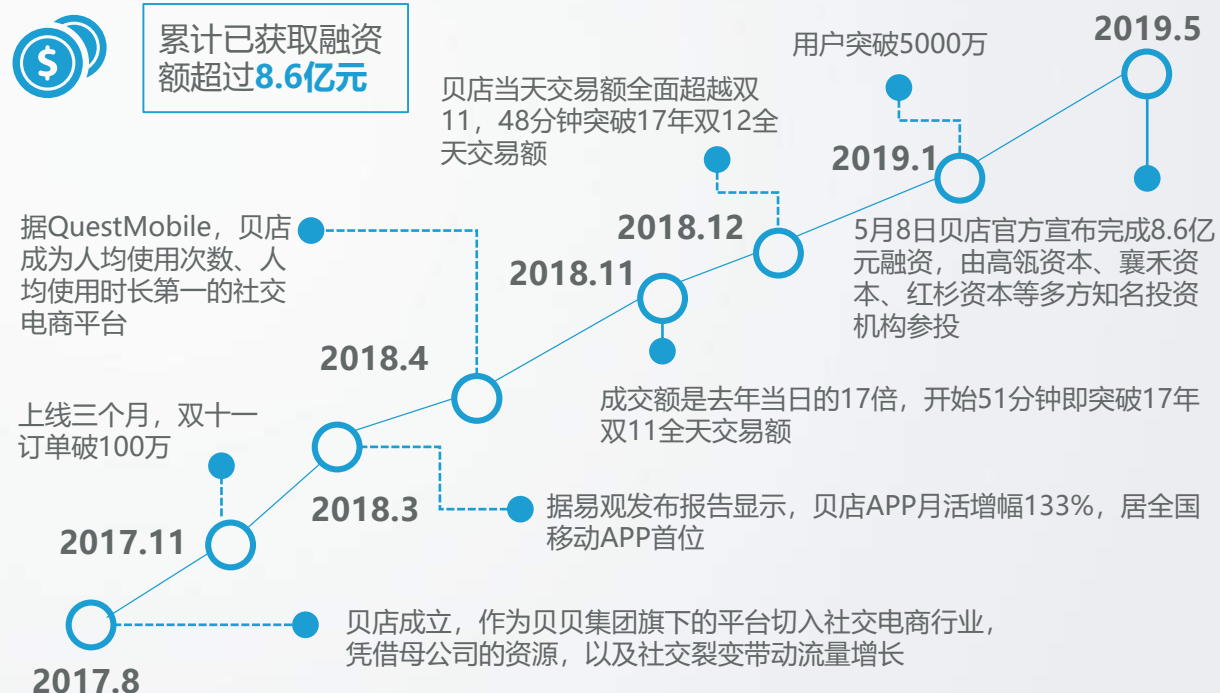 $
累计已获取融资
额超过8.6亿元
2019.5
用户突破5000万
贝店当天交易额全面超越双
11，48分钟突破17年双12全
天交易额
2019.1
据QuestMobile，贝店
成为人均使用次数、人
均使用时长第一的社交
电商平台
2018.12
5月8日贝店官方宣布完成8.6亿
元融资，由高瓴资本、襄禾资
本、红杉资本等多方知名投资
机构参投
2018.11
2018.4
成交额是去年当日的17倍，开始51分钟即突破17年
双11全天交易额
上线三个月，双十一
订单破100万
2018.3
据易观发布报告显示，贝店APP月活增幅133%，居全国
移动APP首位
2017.11
贝店成立，作为贝贝集团旗下的平台切入社交电商行业，
凭借母公司的资源，以及社交裂变带动流量增长
2017.8